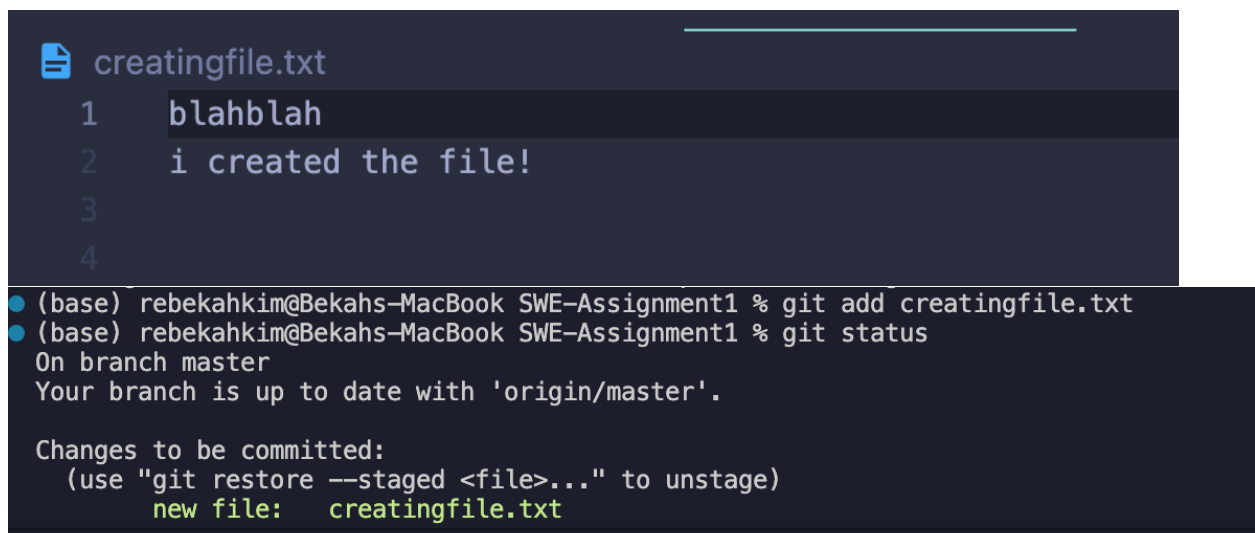 creatingfile.txt
1 blahblah
2 i created the file!
3
4
(base) rebekahkim@Bekahs-MacBook SWE-Assignment1 % git add creatingfile.txt
(base) rebekahkim@Bekahs-MacBook SWE-Assignment1 % git status
On branch master
Your branch is up to date with 'origin/master'.
Changes to be committed:
(use "git restore --staged <file>..." to unstage)
new file: creatingfile.txt